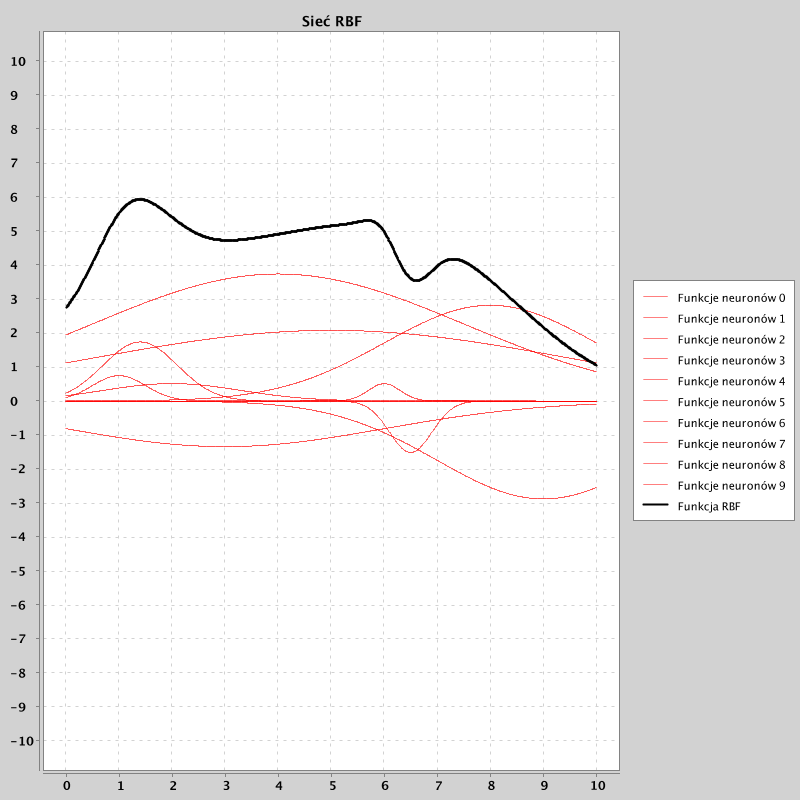 Sieć RBF
10
9
8
7
6
5
4
3
2
1
0
-1
-2
-3
-4
-5
-6
-7
-8
-9
-10
0 1 2 3 4 5 6 7 8 9 10
Funkcje neuronów 0
Funkcje neuronów 1
Funkcje neuronów 2
Funkcje neuronów 3
Funkcje neuronów 4
Funkcje neuronów 5
Funkcje neuronów 6
Funkcje neuronów 7
Funkcje neuronów 8
Funkcje neuronów 9
Funkcja RBF